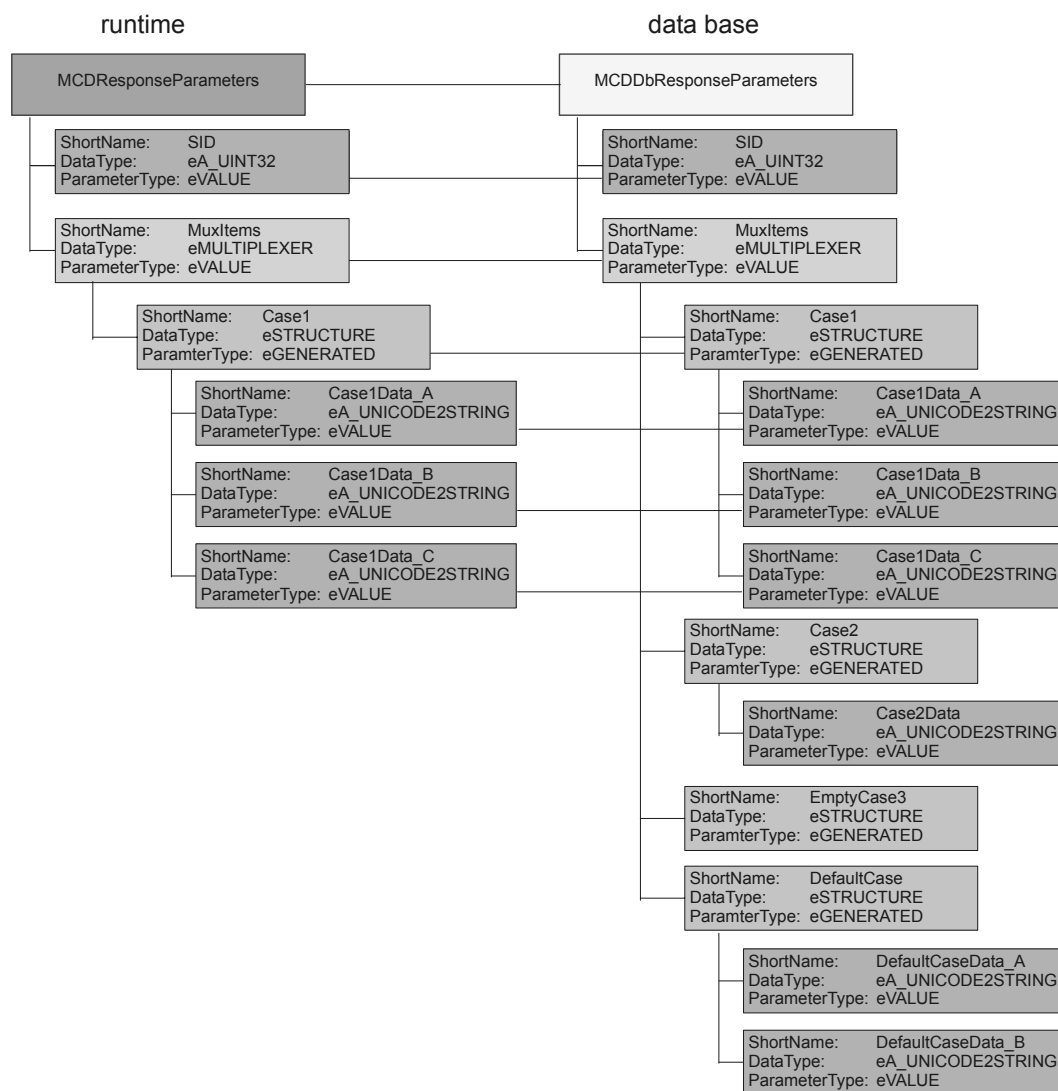 runtime
data base
MCDResponseParameters
MCDDbResponseParameters
ShortName: SID
DataType: eA_UINT32
ParameterType: eVALUE
ShortName: SID
DataType: eA_UINT32
ParameterType: eVALUE
ShortName: MuxItems
DataType: eMULTIPLEXER
ParameterType: eVALUE
ShortName: MuxItems
DataType: eMULTIPLEXER
ParameterType: eVALUE
ShortName: Case1
DataType: eSTRUCTURE
ParamterType: eGENERATED
ShortName: Case1
DataType: eSTRUCTURE
ParamterType: eGENERATED
ShortName: Case1Data_A
DataType: eA_UNICODE2STRING
ParameterType: eVALUE
ShortName: Case1Data_A
DataType: eA_UNICODE2STRING
ParameterType: eVALUE
ShortName: Case1Data_B
DataType: eA_UNICODE2STRING
ParameterType: eVALUE
ShortName: Case1Data_B
DataType: eA_UNICODE2STRING
ParameterType: eVALUE
ShortName: Case1Data_C
DataType: eA_UNICODE2STRING
ParameterType: eVALUE
ShortName: Case1Data_C
DataType: eA_UNICODE2STRING
ParameterType: eVALUE
ShortName: Case2
DataType: eSTRUCTURE
ParamterType: eGENERATED
ShortName: Case2Data
DataType: eA_UNICODE2STRING
ParameterType: eVALUE
ShortName: EmptyCase3
DataType: eSTRUCTURE
ParamterType: eGENERATED
ShortName: DefaultCase
DataType: eSTRUCTURE
ParamterType: eGENERATED
ShortName: DefaultCaseData_A
DataType: eA_UNICODE2STRING
ParameterType: eVALUE
ShortName: DefaultCaseData_B
DataType: eA_UNICODE2STRING
ParameterType: eVALUE